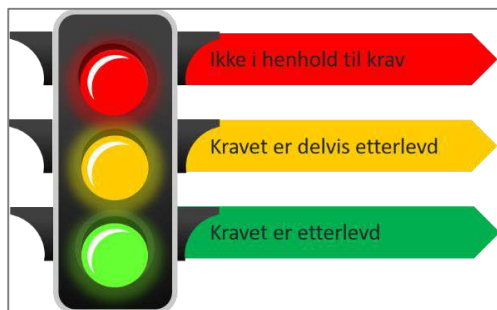 Ikke i henhold til krav
Kravet er delvis etterlevd
Kravet er etterlevd